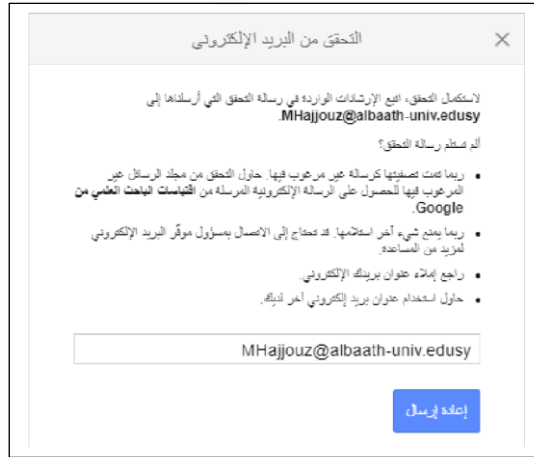 التحقق من البريد الإلكتروني
لاستكمال التحقق، اتبع الإرشادات الواردة في رسالة التحقق التي أرسلناها إلى
MHajjouz@albaath-univ.edusy.
ألم تستلم رسالة التحقق؟
ربما تمت تصفيتها كرسالة غير مرغوب فيها. حاول التحقق من مجلد الرسائل غير
المرغوب فيها للحصول على الرسالة الإلكترونية المرسلة من اقتباسات الباحث العلمي من
Google.
ربما يمنع شيء آخر استلامها. قد تحتاج إلى الاتصال بمسؤول موفّر البريد الإلكتروني
لمزيد من المساعدة.
راجع إملاء عنوان بريدك الإلكتروني.
حاول استخدام عنوان بريد إلكتروني آخر لديك.
MHajjouz@albaath-univ.edusy
إعادة إرسال